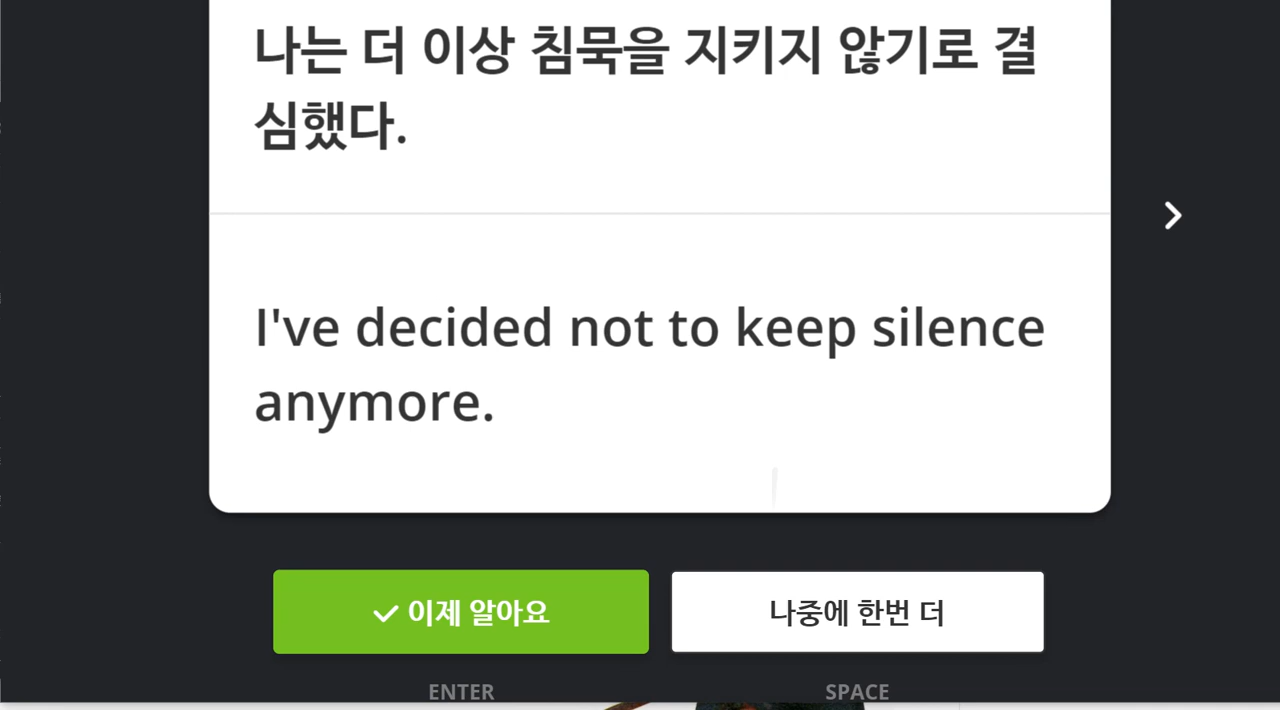 나는 더 이상 침묵을 지키지 않기로 결
심했다.
I've decided not to keep silence
anymore.
이제 알아요
나중에 한번 더
ENTER
SPACE